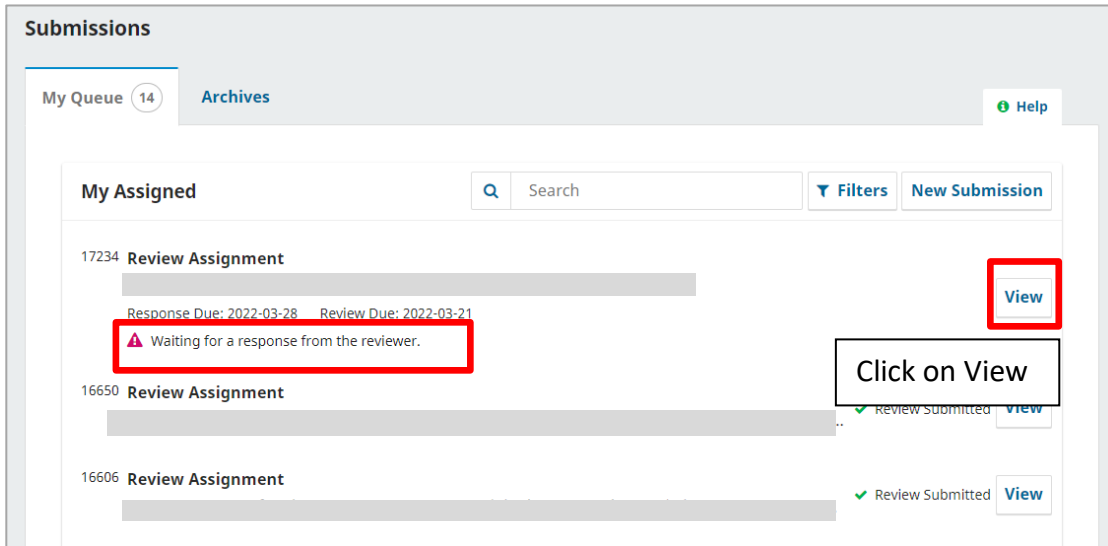 Submissions
My Queue 14 Archives
Help
My Assigned Search Filters New Submission
17234 Review Assignment
View
Response Due: 2022-03-28 Review Due: 2022-03-21
Waiting for a response from the reviewer.
Click on View
16650 Review Assignment
.. Review Submitted View
16606 Review Assignment
Review Submitted View